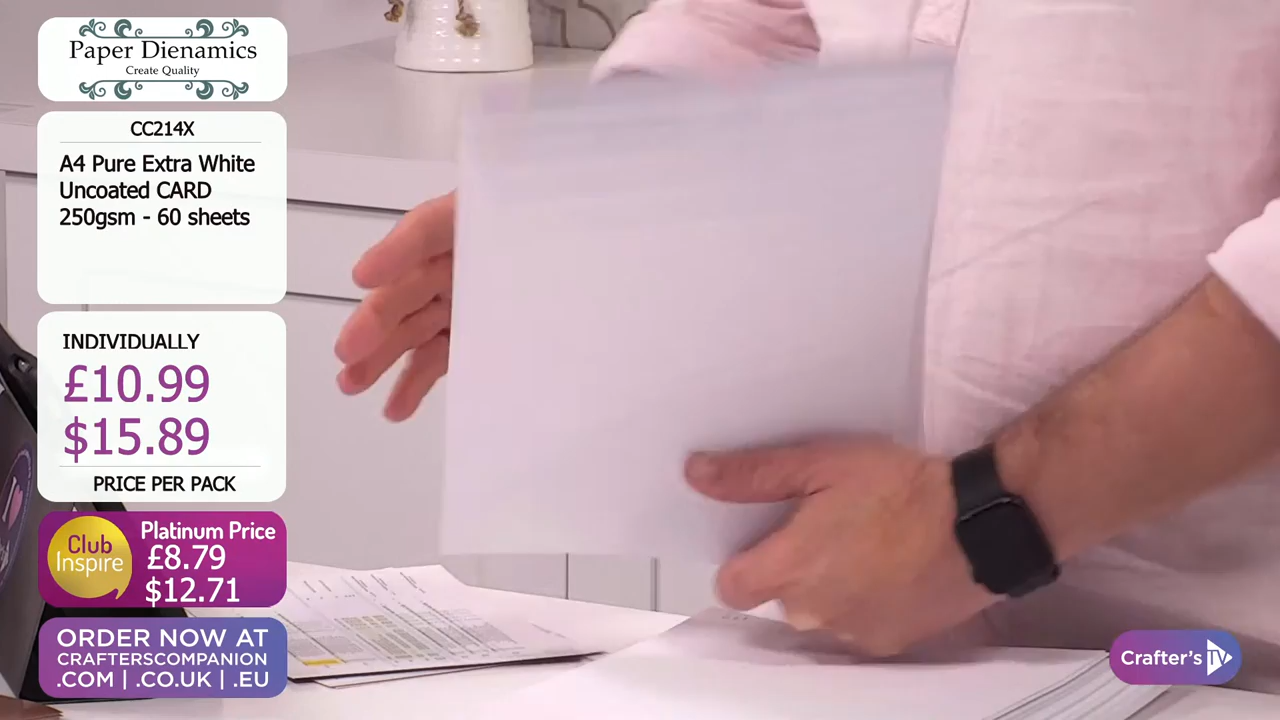 Paper Dienamics
Create Quality
CC214X
A4 Pure Extra White
Uncoated CARD
250gsm - 60 sheets
INDIVIDUALLY
£10.99
$15.89
PRICE PER PACK
Club
Inspire
Platinum Price
£8.79
$12.71
ORDER NOW AT
CRAFTERSCOMPANION
.COM | .CO.UK | .EU
Crafter's TV